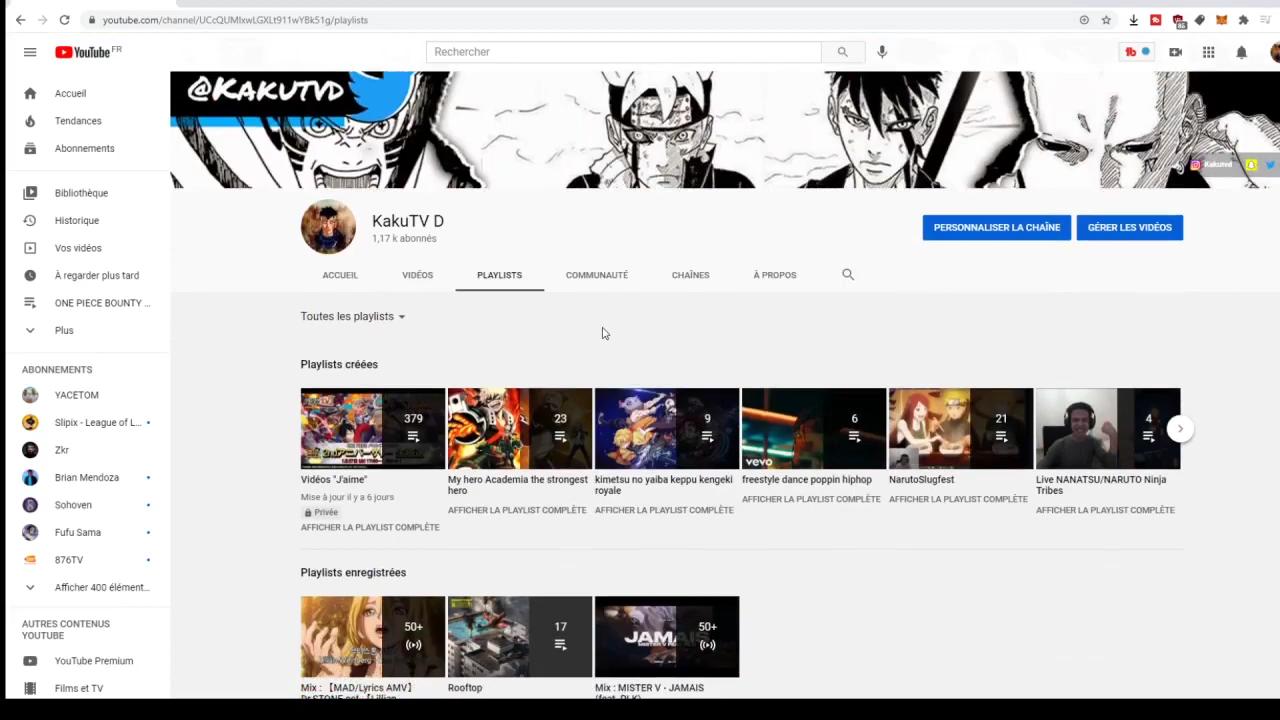 youtube.com/channel/UCcQUMIxwLGXLt911wYBk51g/playlists
YouTube FR
Rechercher
Accueil
Tendances
Abonnements
Bibliothèque
Historique
Vos vidéos
À regarder plus tard
ONE PIECE BOUNTY ...
Plus
ABONNEMENTS
YACETOM
Slipix - League of L...
Zkr
Brian Mendoza
Sohoven
Fufu Sama
876TV
Afficher 400 élément...
AUTRES CONTENUS
YOUTUBE
YouTube Premium
Films et TV
@KAKUTVD
Kakutvd
KakuTV D
1,17 k abonnés
PERSONNALISER LA CHAÎNE
GÉRER LES VIDÉOS
ACCUEIL
VIDÉOS
PLAYLISTS
COMMUNAUTÉ
CHAÎNES
À PROPOS
Toutes les playlists
Playlists créées
379
Vidéos "J'aime"
Mise à jour il y a 6 jours
Privée
AFFICHER LA PLAYLIST COMPLÈTE
23
My hero Academia the strongest
hero
AFFICHER LA PLAYLIST COMPLÈTE
9
kimetsu no yaiba keppu kengeki
royale
AFFICHER LA PLAYLIST COMPLÈTE
vevo
6
freestyle dance poppin hiphop
AFFICHER LA PLAYLIST COMPLÈTE
21
NarutoSlugfest
AFFICHER LA PLAYLIST COMPLÈTE
4
Live NANATSU/NARUTO Ninja
Tribes
AFFICHER LA PLAYLIST COMPLÈTE
Playlists enregistrées
50+
Mix : 【MAD/Lyrics AMV】
17
Rooftop
JAMAIS
50+
Mix : MISTER V - JAMAIS